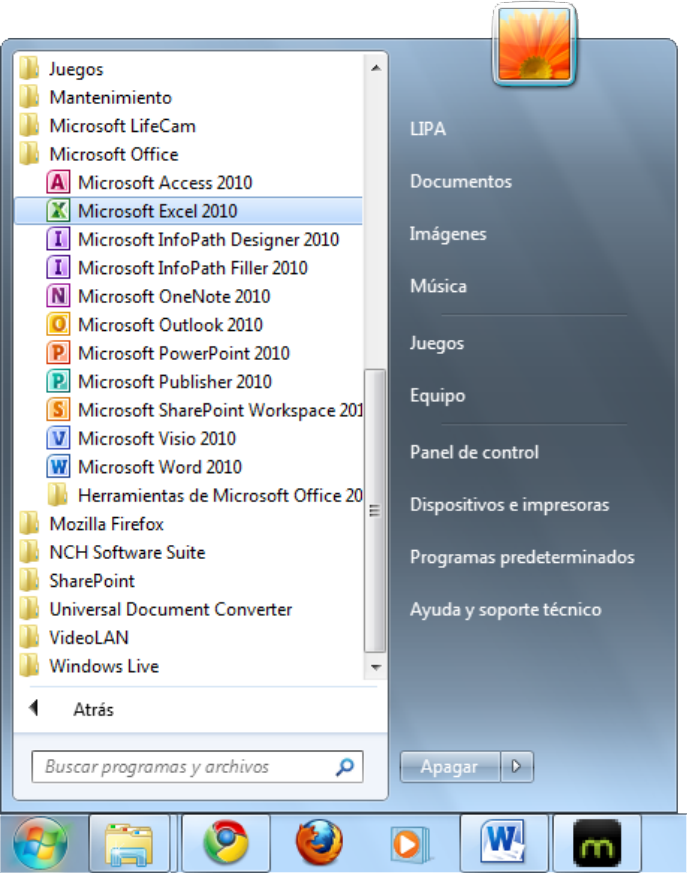 Juegos
Mantenimiento
Microsoft LifeCam
Microsoft Office
Microsoft Access 2010
Microsoft Excel 2010
Microsoft InfoPath Designer 2010
Microsoft InfoPath Filler 2010
Microsoft OneNote 2010
Microsoft Outlook 2010
Microsoft PowerPoint 2010
Microsoft Publisher 2010
Microsoft SharePoint Workspace 201
Microsoft Visio 2010
Microsoft Word 2010
Herramientas de Microsoft Office 20
Mozilla Firefox
NCH Software Suite
SharePoint
Universal Document Converter
VideoLAN
Windows Live
Atrás
Buscar programas y archivos
LIPA
Documentos
Imágenes
Música
Juegos
Equipo
Panel de control
Dispositivos e impresoras
Programas predeterminados
Ayuda y soporte técnico
Apagar